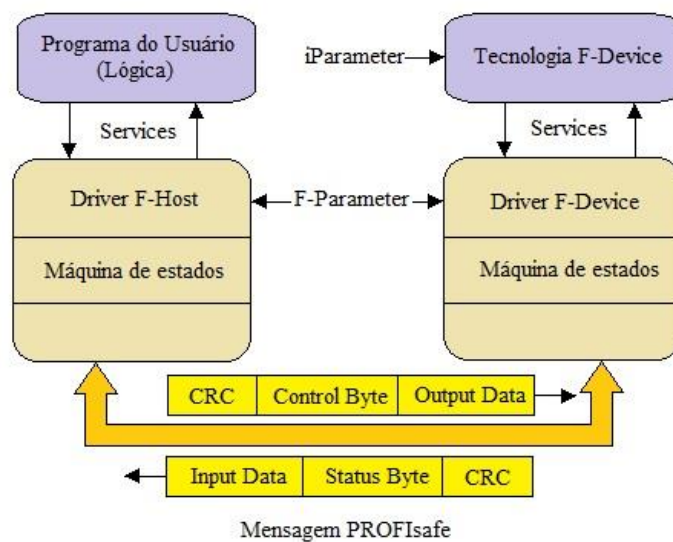 Programa do Usuário
(Lógica)
iParameter
Tecnologia F-Device
Services
Services
Driver F-Host
F-Parameter
Driver F-Device
Máquina de estados
Máquina de estados
CRC
Control Byte
Output Data
Input Data
Status Byte
CRC
Mensagem PROFIsafe